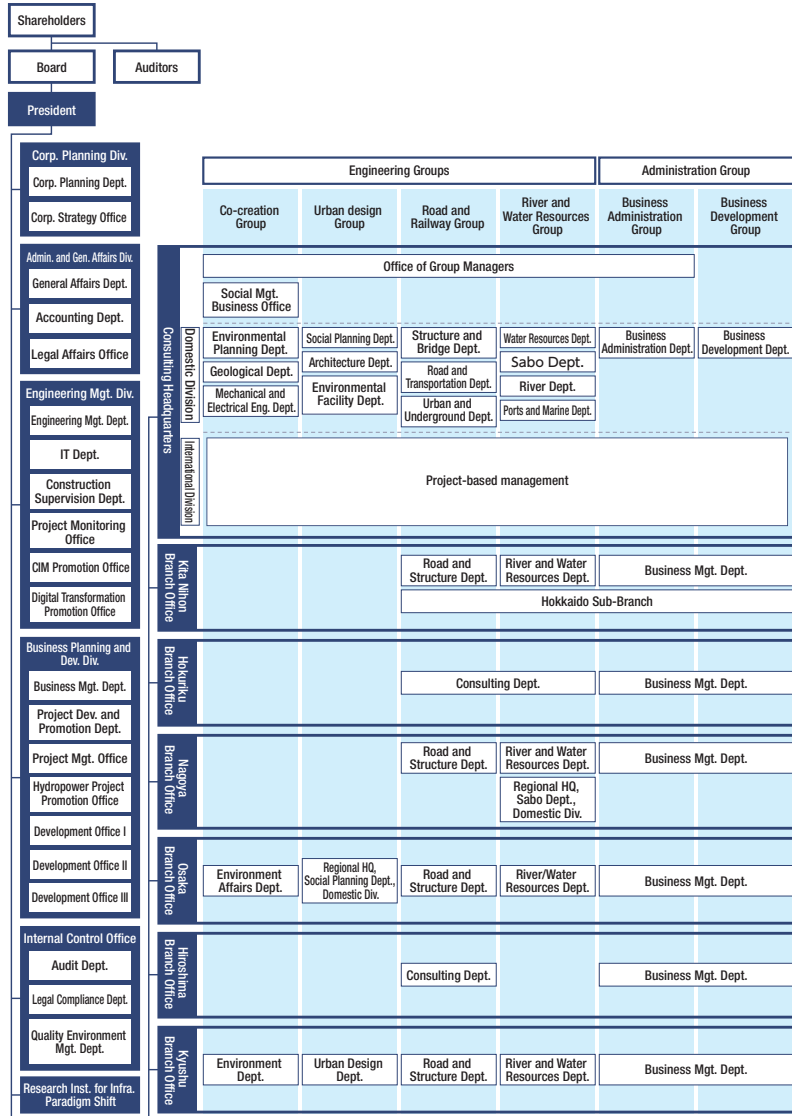 Shareholders
Board
Auditors
President
Corp. Planning Div.
Corp. Planning Dept.
Corp. Strategy Office
Admin. and Gen. Affairs Div.
General Affairs Dept.
Accounting Dept.
Legal Affairs Office
Engineering Mgt. Div.
Engineering Mgt. Dept.
IT Dept.
Construction
Supervision Dept.
Project Monitoring
Office
CIM Promotion Office
Digital Transformation
Promotion Office
Business Planning and
Dev. Div.
Business Mgt. Dept.
Project Dev. and
Promotion Dept.
Project Mgt. Office
Hydropower Project
Promotion Office
Development Office I
Development Office II
Development Office III
Internal Control Office
Audit Dept.
Legal Compliance Dept.
Quality Environment
Mgt. Dept.
Research Inst. for Infra.
Paradigm Shift
Engineering Groups
Administration Group
Co-creation
Group
Urban design
Group
Road and
Railway Group
River and
Water Resources
Group
Business
Administration
Group
Business
Development
Group
Consulting Headquarters
Office of Group Managers
Social Mgt.
Business Office
Domestic Division
Environmental
Planning Dept.
Geological Dept.
Mechanical and
Electrical Eng. Dept.
Social Planning Dept.
Architecture Dept.
Environmental
Facility Dept.
Structure and
Bridge Dept.
Road and
Transportation Dept.
Urban and
Underground Dept.
Water Resources Dept.
Sabo Dept.
River Dept.
Ports and Marine Dept.
Business
Administration Dept.
Business
Development Dept.
International Division
Project-based management
Kita Nihon
Branch Office
Road and
Structure Dept.
River and Water
Resources Dept.
Business Mgt. Dept.
Hokkaido Sub-Branch
Hokuriku
Branch Office
Consulting Dept.
Business Mgt. Dept.
Nagoya
Branch Office
Road and
Structure Dept.
River and Water
Resources Dept.
Regional HQ,
Sabo Dept.,
Domestic Div.
Business Mgt. Dept.
Osaka
Branch Office
Environment
Affairs Dept.
Regional HQ,
Social Planning Dept.,
Domestic Div.
Road and
Structure Dept.
River/Water
Resources Dept.
Business Mgt. Dept.
Hiroshima
Branch Office
Consulting Dept.
Business Mgt. Dept.
Kyushu
Branch Office
Environment
Dept.
Urban Design
Dept.
Road and
Structure Dept.
River and Water
Resources Dept.
Business Mgt. Dept.